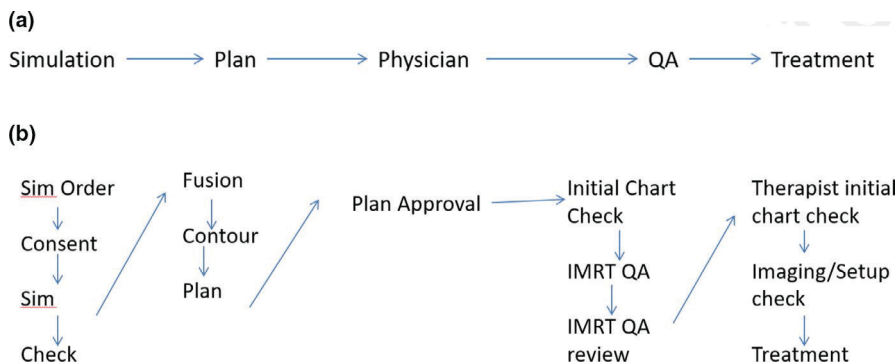 (a)
Simulation Plan Physician QA Treatment
(b)
Sim Order
Consent
Sim
Check
Fusion
Contour
Plan
Plan Approval
Initial Chart
Check
IMRT QA
IMRT QA
review
Therapist initial
chart check
Imaging/Setup
check
Treatment